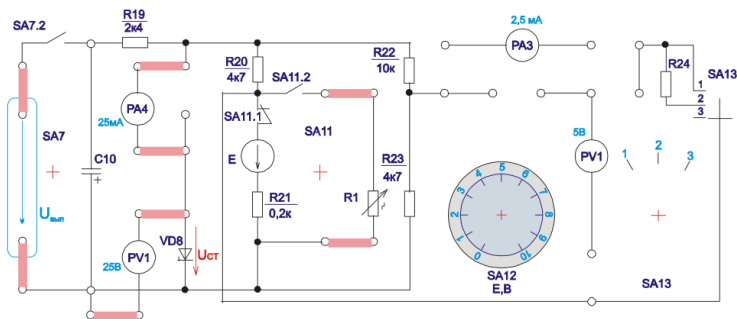 SA7.2
R19
2к4
2,5 мА
PA3
R20
4к7
R22
10к
SA11.2
R24
SA13
1
2
3
PA4
25мА
SA7
SA11.1
SA11
5В
PV1
1
2
3
C10
+
E
R23
4к7
R21
0,2к
R1
Uвып
VD8
UСТ
PV1
25В
0
1
2
3
4
5
6
7
8
9
10
SA12
E,В
SA13